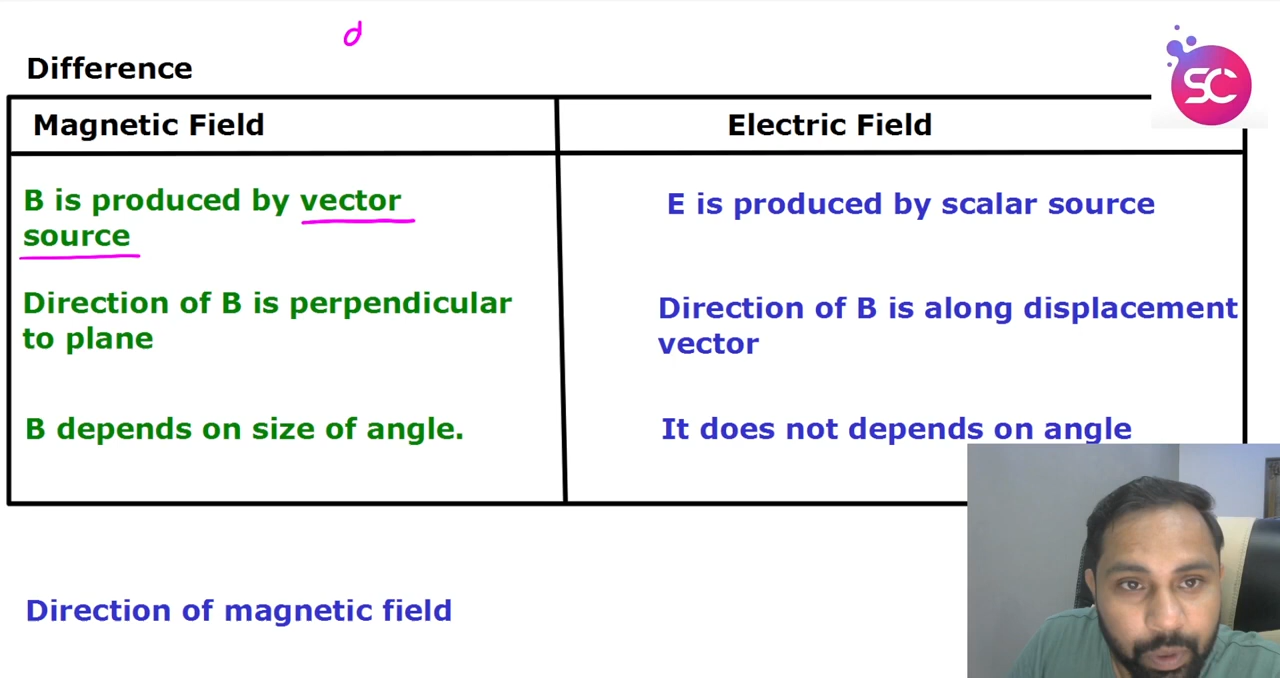 d
Difference
SC
Magnetic Field
Electric Field
B is produced by vector
source
E is produced by scalar source
Direction of B is perpendicular
to plane
Direction of B is along displacement
vector
B depends on size of angle.
It does not depends on angle
Direction of magnetic field